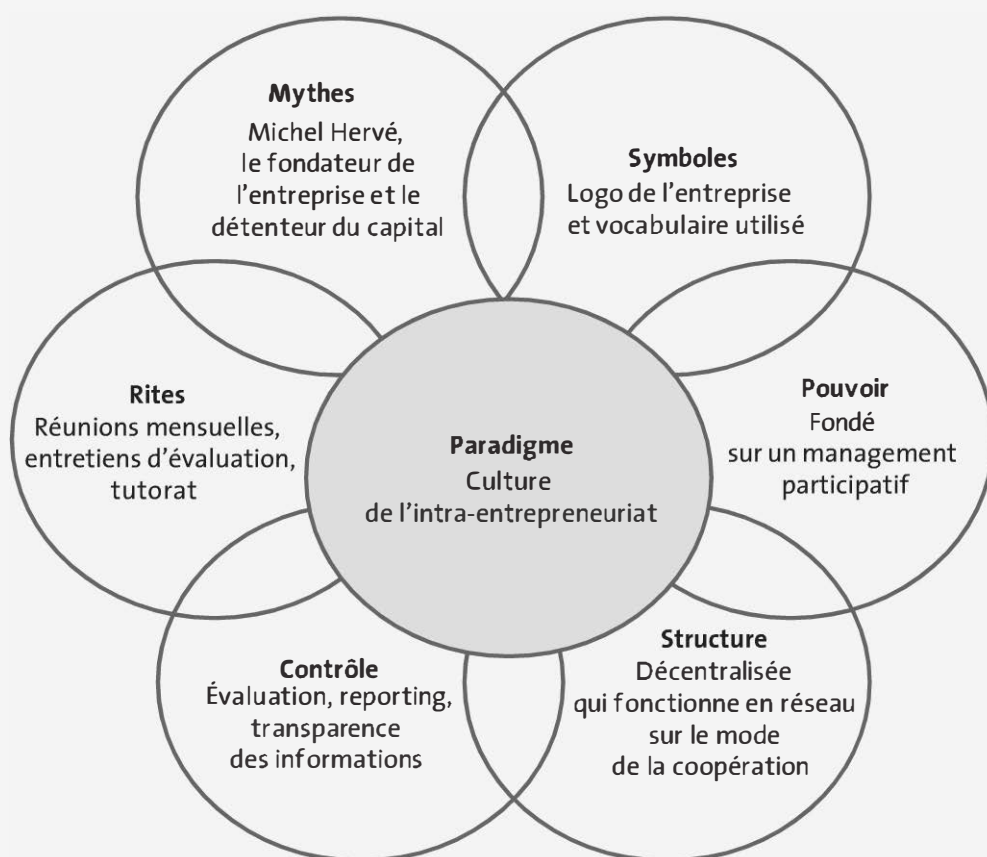 Mythes
Michel Hervé,
le fondateur de
l'entreprise et le
détenteur du capital
Symboles
Logo de l'entreprise
et vocabulaire utilisé
Rites
Réunions mensuelles,
entretiens d'évaluation,
tutorat
Paradigme
Culture
de l'intra-entrepreneuriat
Pouvoir
Fondé
sur un management
participatif
Contrôle
Évaluation, reporting,
transparence
des informations
Structure
Décentralisée
qui fonctionne en réseau
sur le mode
de la coopération